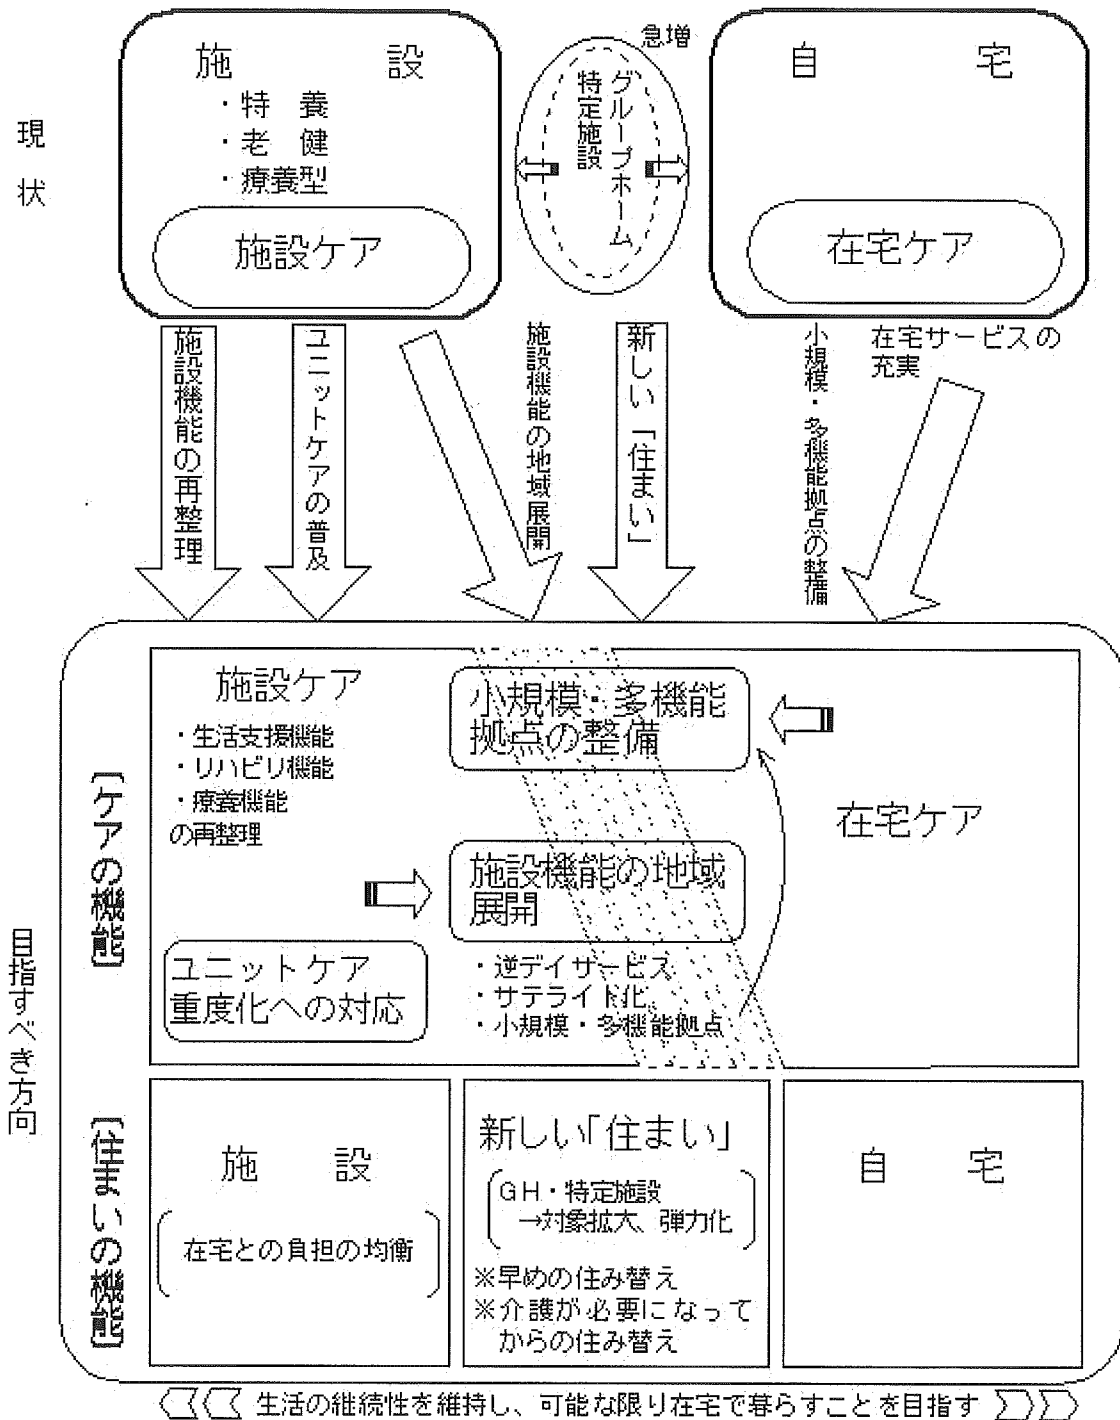 現状
施　設
・特　養
・老　健
・療養型
施設ケア
急増
グループホーム
特定施設
自　宅
在宅ケア
施設機能の再整理
ユニットケアの普及
施設機能の地域展開
新しい「住まい」
小規模・多機能拠点の整備
在宅サービスの
充実
目指すべき方向
[ケアの機能]
施設ケア
・生活支援機能
・リハビリ機能
・療養機能
の再整理
小規模・多機能
拠点の整備
在宅ケア
施設機能の地域
展開
ユニットケア
重度化への対応
・逆デイサービス
・サテライト化
・小規模・多機能拠点
[住まいの機能]
施　設
在宅との負担の均衡
新しい「住まい」
GH・特定施設
→対象拡大、弾力化
※早めの住み替え
※介護が必要になって
からの住み替え
自　宅
生活の継続性を維持し、可能な限り在宅で暮らすことを目指す